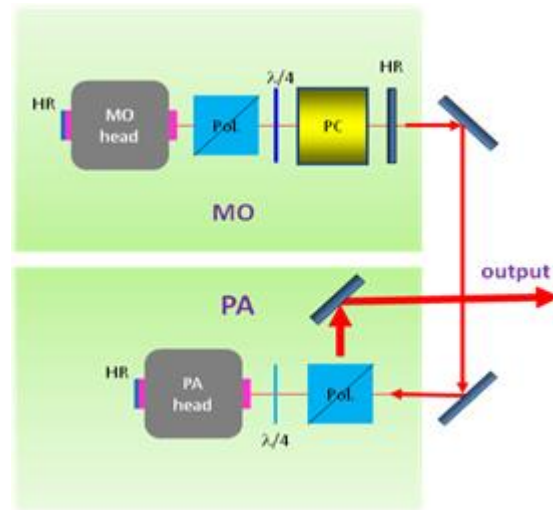 HR
MO
head
Pol.
λ/4
PC
HR
MO
PA
output
HR
PA
head
λ/4
Pol.